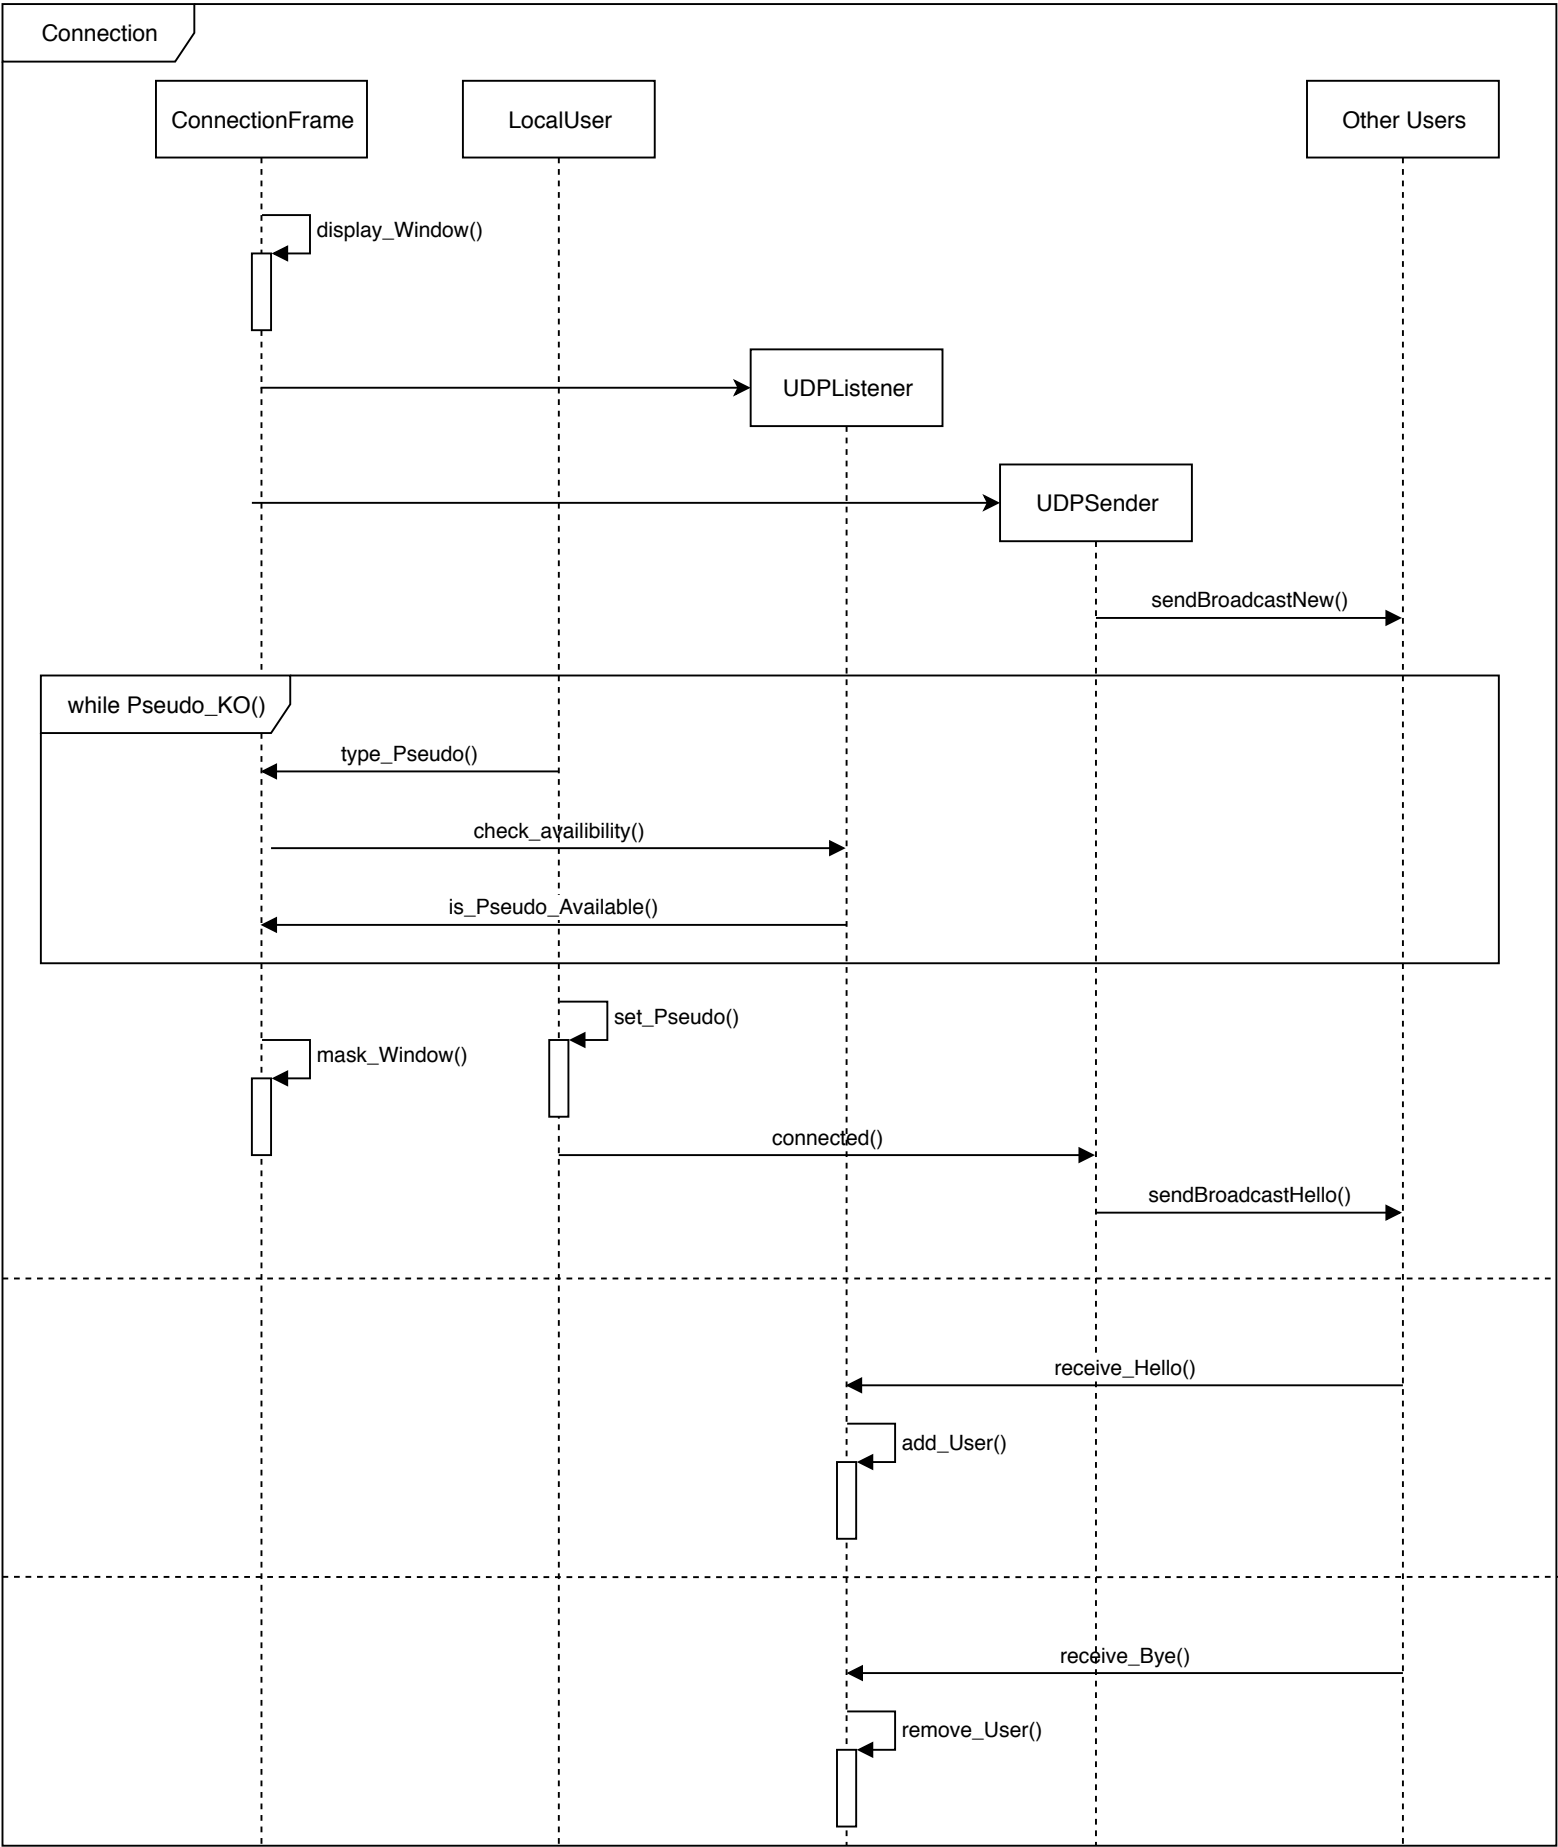 Connection
ConnectionFrame
LocalUser
Other Users
display_Window()
UDPListener
UDPSender
sendBroadcastNew()
while Pseudo_KO()
type_Pseudo()
check_availibility()
is_Pseudo_Available()
set_Pseudo()
mask_Window()
connected()
sendBroadcastHello()
receive_Hello()
add_User()
receive_Bye()
remove_User()